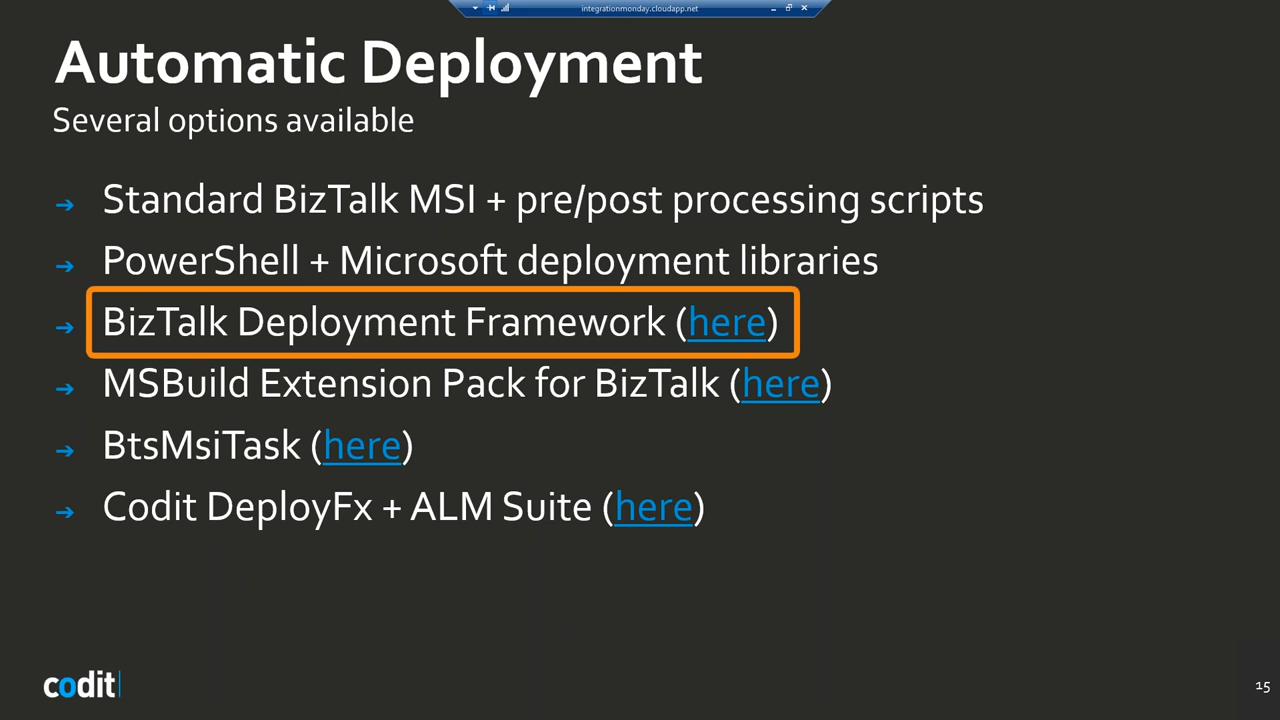 integrationmonday.cloudapp.net
Automatic Deployment
Several options available
➔ Standard BizTalk MSI + pre/post processing scripts
➔ PowerShell + Microsoft deployment libraries
➔ BizTalk Deployment Framework (here)
➔ MSBuild Extension Pack for BizTalk (here)
➔ BtsMsiTask (here)
➔ Codit DeployFx + ALM Suite (here)
codit
15